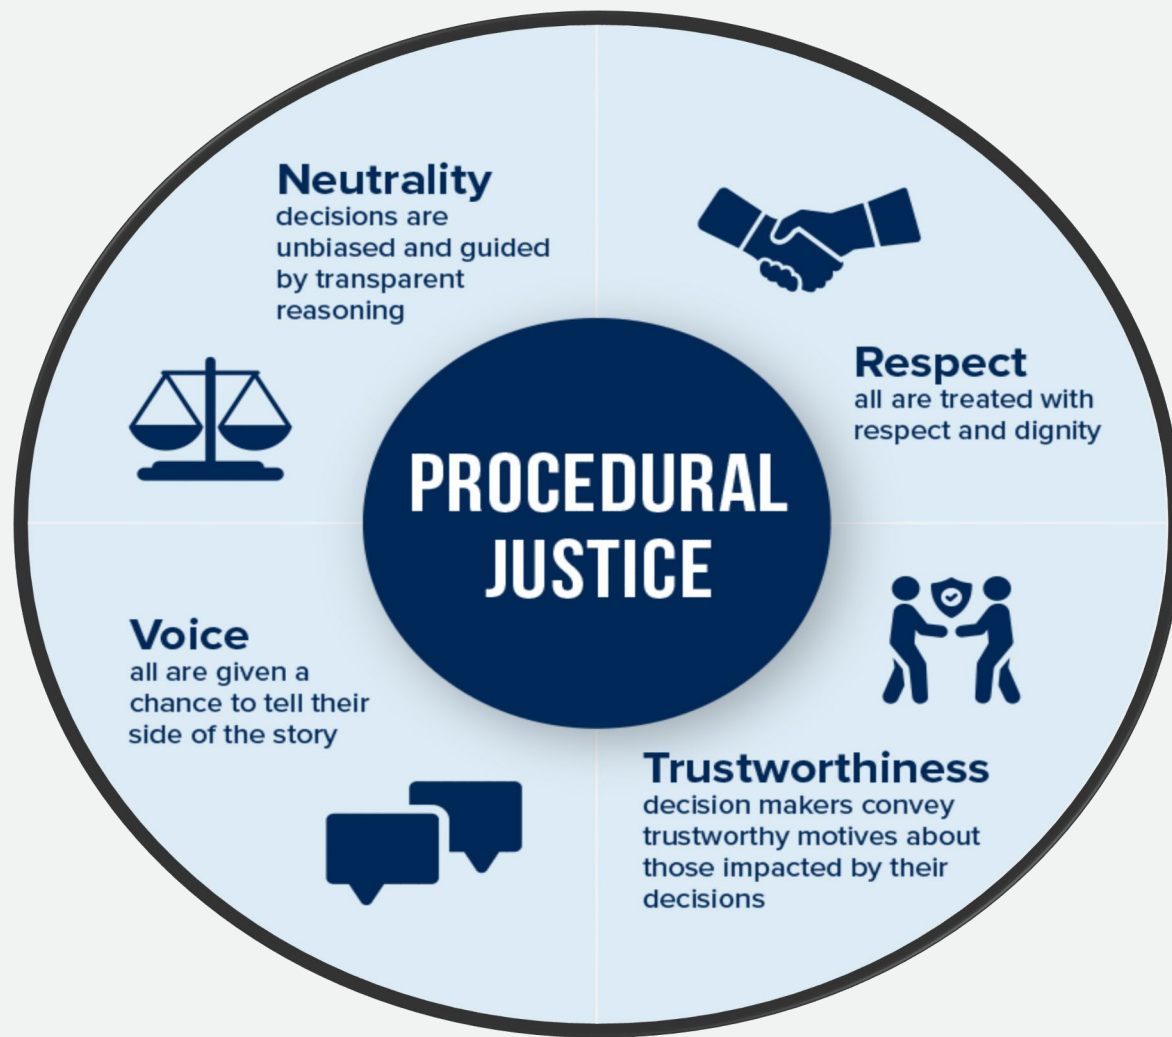 Neutrality
decisions are
unbiased and guided
by transparent
reasoning
Respect
all are treated with
respect and dignity
PROCEDURAL
JUSTICE
Voice
all are given a
chance to tell their
side of the story
Trustworthiness
decision makers convey
trustworthy motives about
those impacted by their
decisions